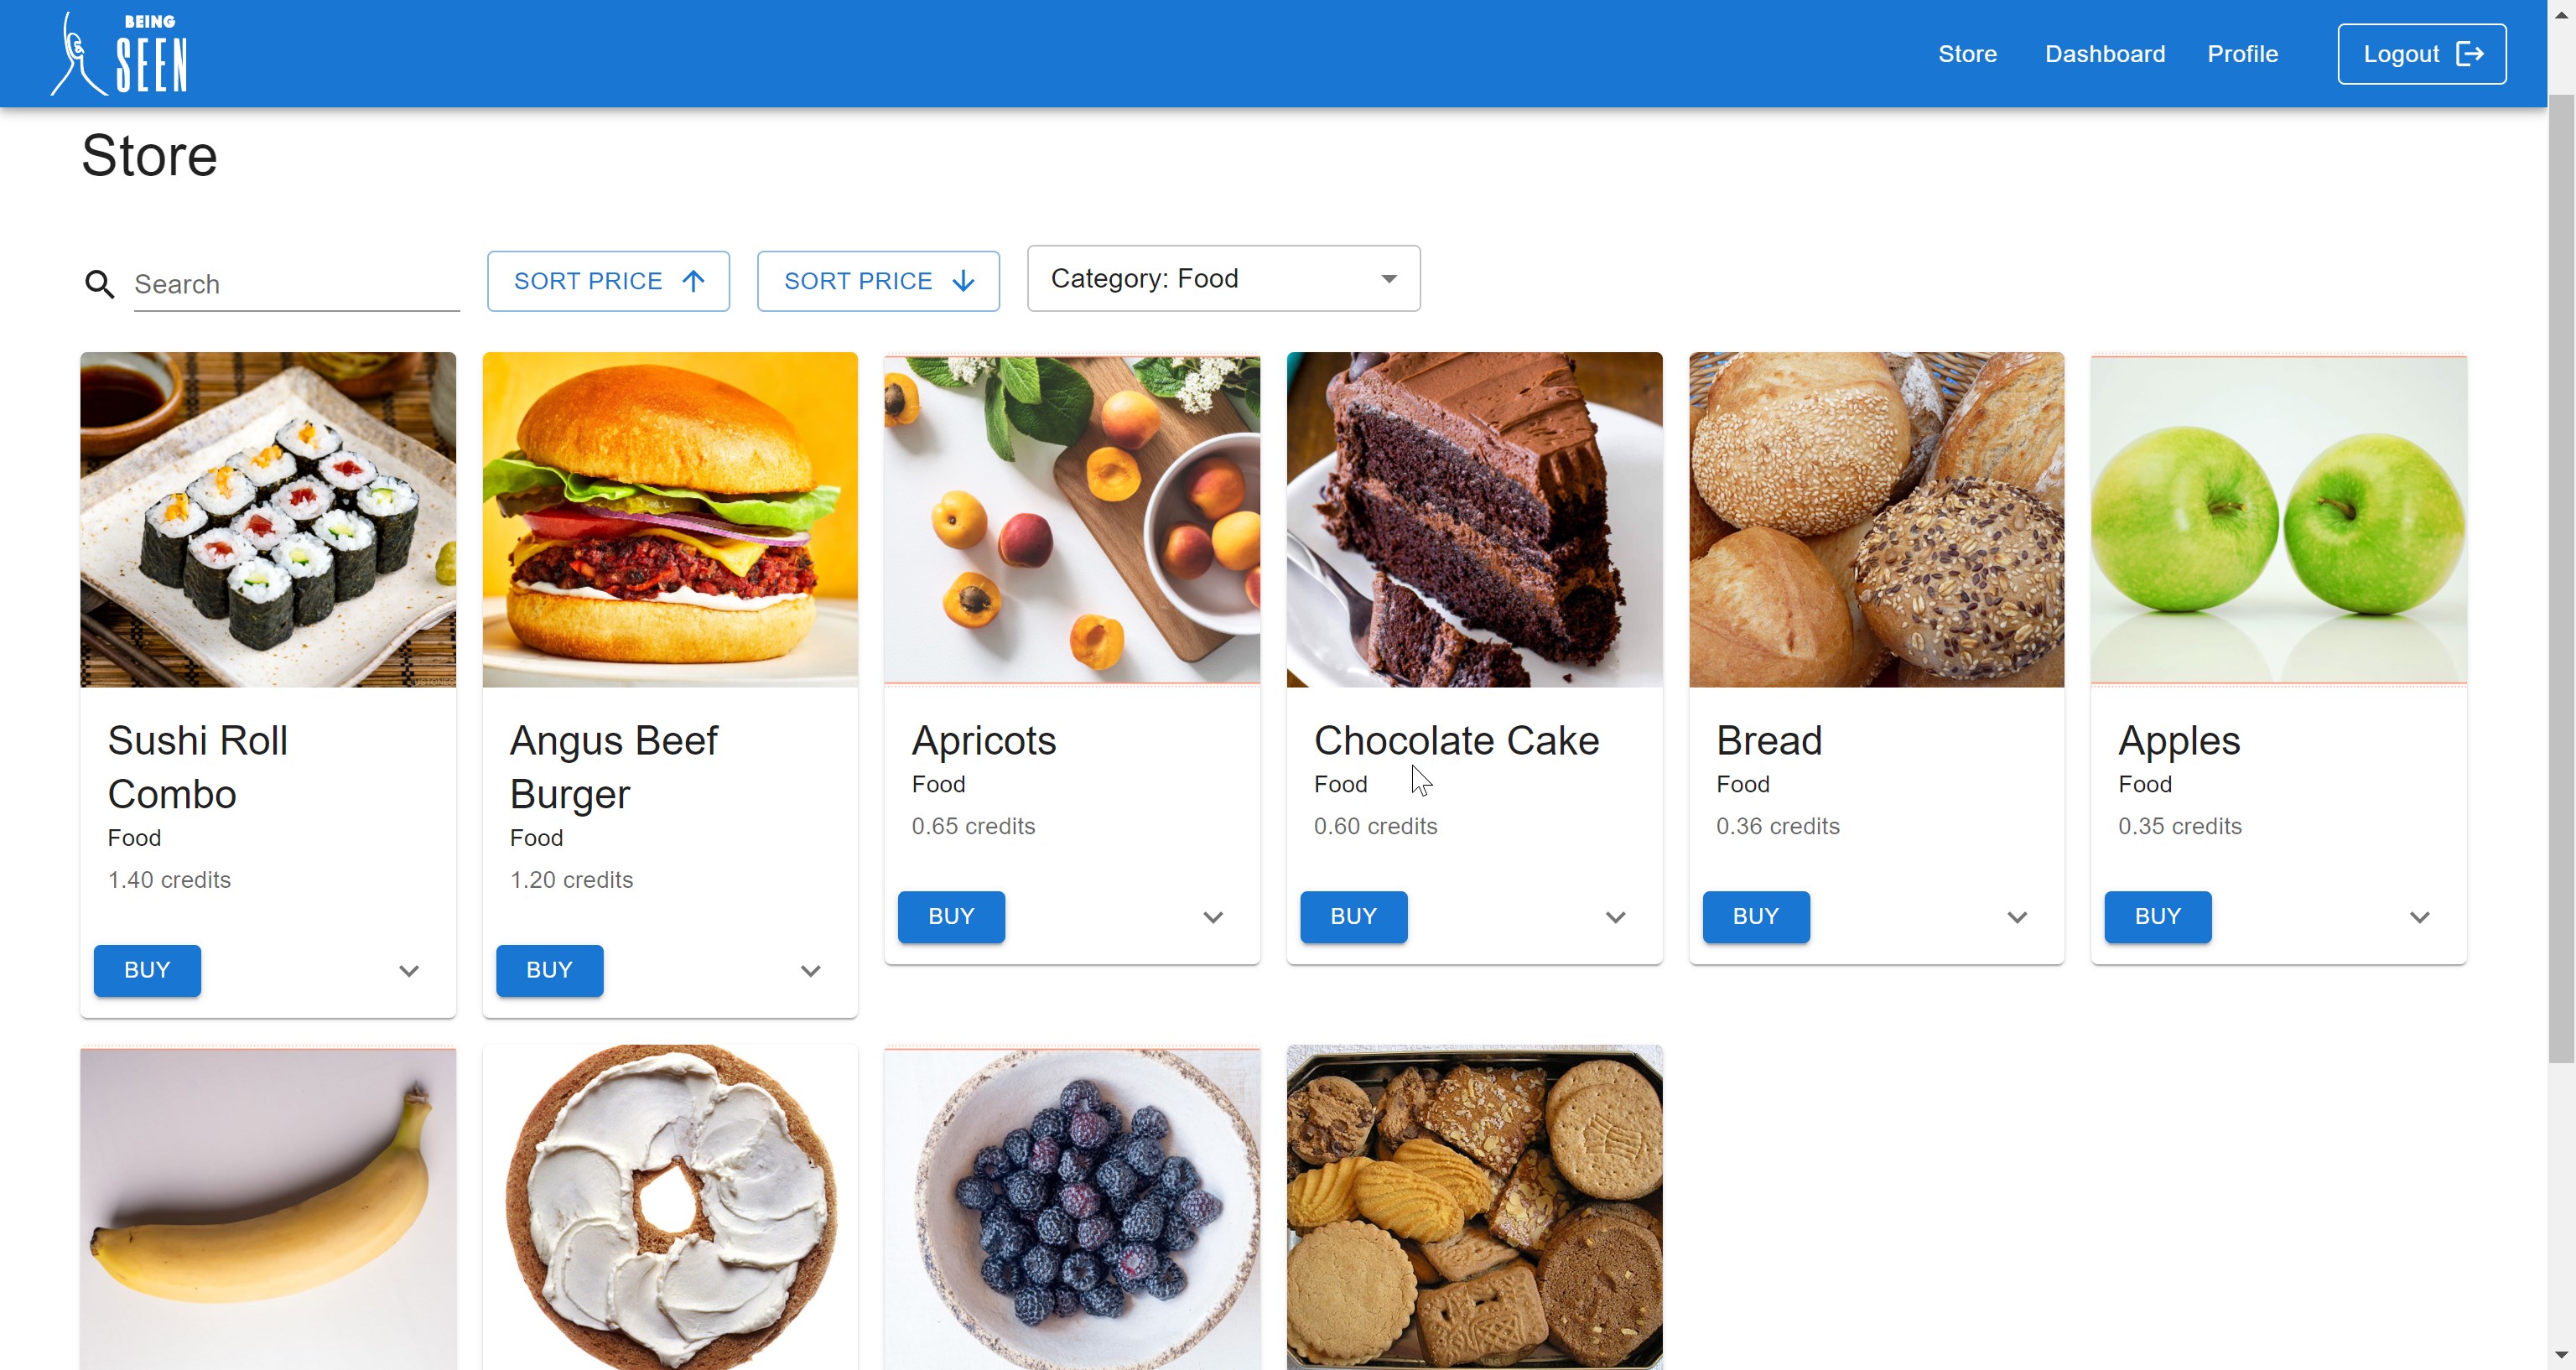 BEING
SEEN
Store
Dashboard
Profile
Logout
Store
Search
SORT PRICE
SORT PRICE
Category: Food
Sushi Roll
Combo
Food
1.40 credits
BUY
Angus Beef
Burger
Food
1.20 credits
BUY
Apricots
Food
0.65 credits
BUY
Chocolate Cake
Food
0.60 credits
BUY
Bread
Food
0.36 credits
BUY
Apples
Food
0.35 credits
BUY